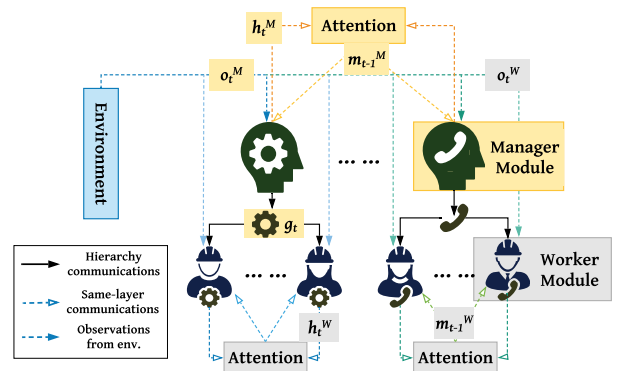 h_t^M
Attention
m_{t-1}^M
o_t^M
o_t^W
Environment
Manager
Module
... ...
g_t
Hierarchy
communications
Same-layer
communications
Observations
from env.
... ...
... ...
Worker
Module
h_t^W
m_{t-1}^W
Attention
Attention